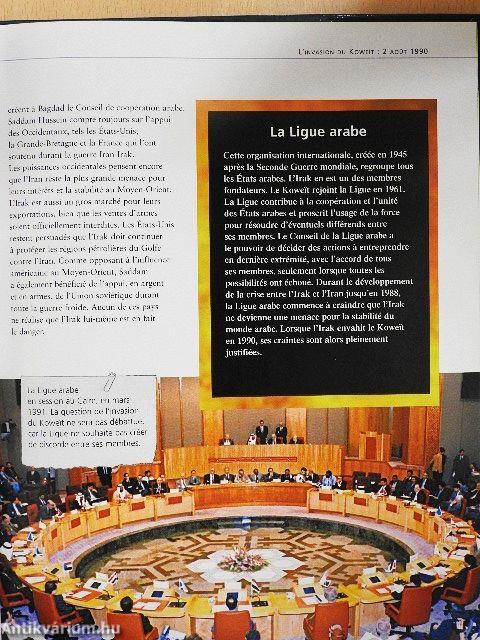 L'INVASION DU KOWEÏT : 2 AOÛT 1990
créent à Bagdad le Conseil de coopération arabe.
Saddam Hussein compte toujours sur l'appui
des Occidentaux, tels les États-Unis,
la Grande-Bretagne et la France qui l'ont
soutenu durant la guerre Iran-Irak.
Les puissances occidentales pensent encore
que l'Iran reste la plus grande menace pour
leurs intérêts et la stabilité au Moyen-Orient.
L'Irak est aussi un gros marché pour leurs
exportations, bien que les ventes d'armes
soient officiellement interdites. Les États-Unis
restent persuadés que l'Irak doit continuer
à protéger les régions pétrolières du Golfe
contre l'Iran. Comme opposant à l'influence
américaine au Moyen-Orient, Saddam
a également bénéficié de l'appui, en argent
et en armes, de l'Union soviétique durant
toute la guerre froide. Aucun de ces pays
ne réalise que l'Irak lui-même est en fait
le danger.
La Ligue arabe
Cette organisation internationale, créée en 1945
après la Seconde Guerre mondiale, regroupe tous
les États arabes. L'Irak en est un des membres
fondateurs. Le Koweït rejoint la Ligue en 1961.
La Ligue contribue à la coopération et l'unité
des États arabes et proscrit l'usage de la force
pour résoudre d'éventuels différends entre
ses membres. Le Conseil de la Ligue arabe a
le pouvoir de décider des actions à entreprendre
en dernière extrémité, avec l'accord de tous
ses membres, seulement lorsque toutes les
possibilités ont échoué. Durant le développement
de la crise entre l'Irak et l'Iran jusqu'en 1988,
la Ligue arabe commence à craindre que l'Irak
ne devienne une menace pour la stabilité du
monde arabe. Lorsque l'Irak envahit le Koweït
en 1990, ses craintes sont alors pleinement
justifiées.
La Ligue arabe
en session au Caire, en mars
1991. La question de l'invasion
du Koweït ne sera pas débattue,
car la Ligue ne souhaite pas créer
de discorde entre ses membres.
Antikvárium.hu